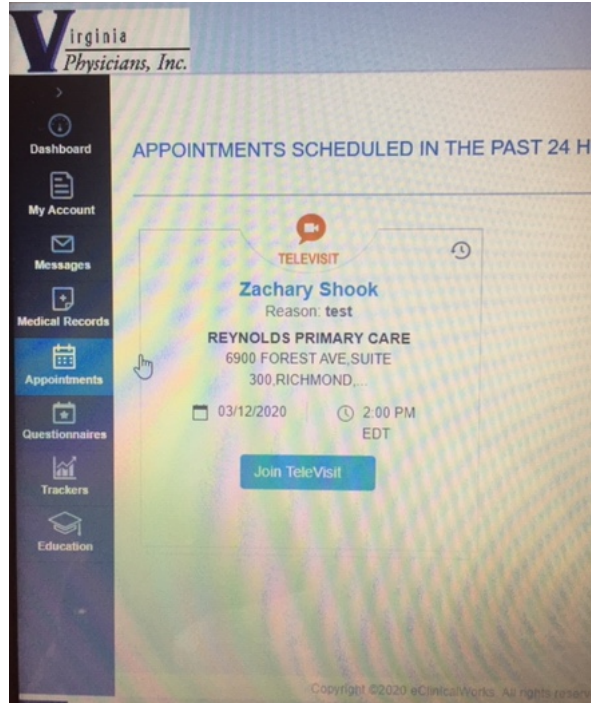 Virginia
Physicians, Inc.
Dashboard
My Account
Messages
Medical Records
Appointments
Questionnaires
Trackers
Education
APPOINTMENTS SCHEDULED IN THE PAST 24 H
TELEVISIT
Zachary Shook
Reason: test
REYNOLDS PRIMARY CARE
6900 FOREST AVE,SUITE
300,RICHMOND,...
03/12/2020
2:00 PM
EDT
Join TeleVisit
Copyright ©2020 eClinicalWorks. All rights reserv